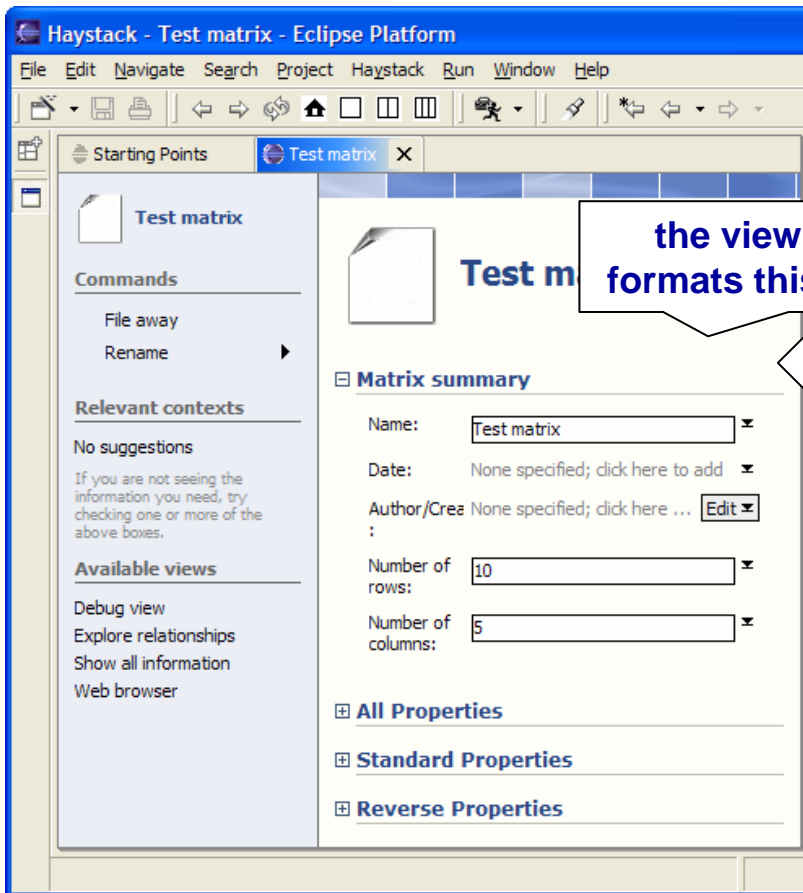 Haystack - Test matrix - Eclipse Platform
File Edit Navigate Search Project Haystack Run Window Help
Starting Points Test matrix X
Test matrix
Commands
File away
Rename
Relevant contexts
No suggestions
If you are not seeing the
information you need, try
checking one or more of the
above boxes.
Available views
Debug view
Explore relationships
Show all information
Web browser
Test m
the view
formats this
Matrix summary
Name: Test matrix
Date: None specified; click here to add
Author/Crea None specified; click here ... Edit
:
Number of 10
rows:
Number of 5
columns:
All Properties
Standard Properties
Reverse Properties